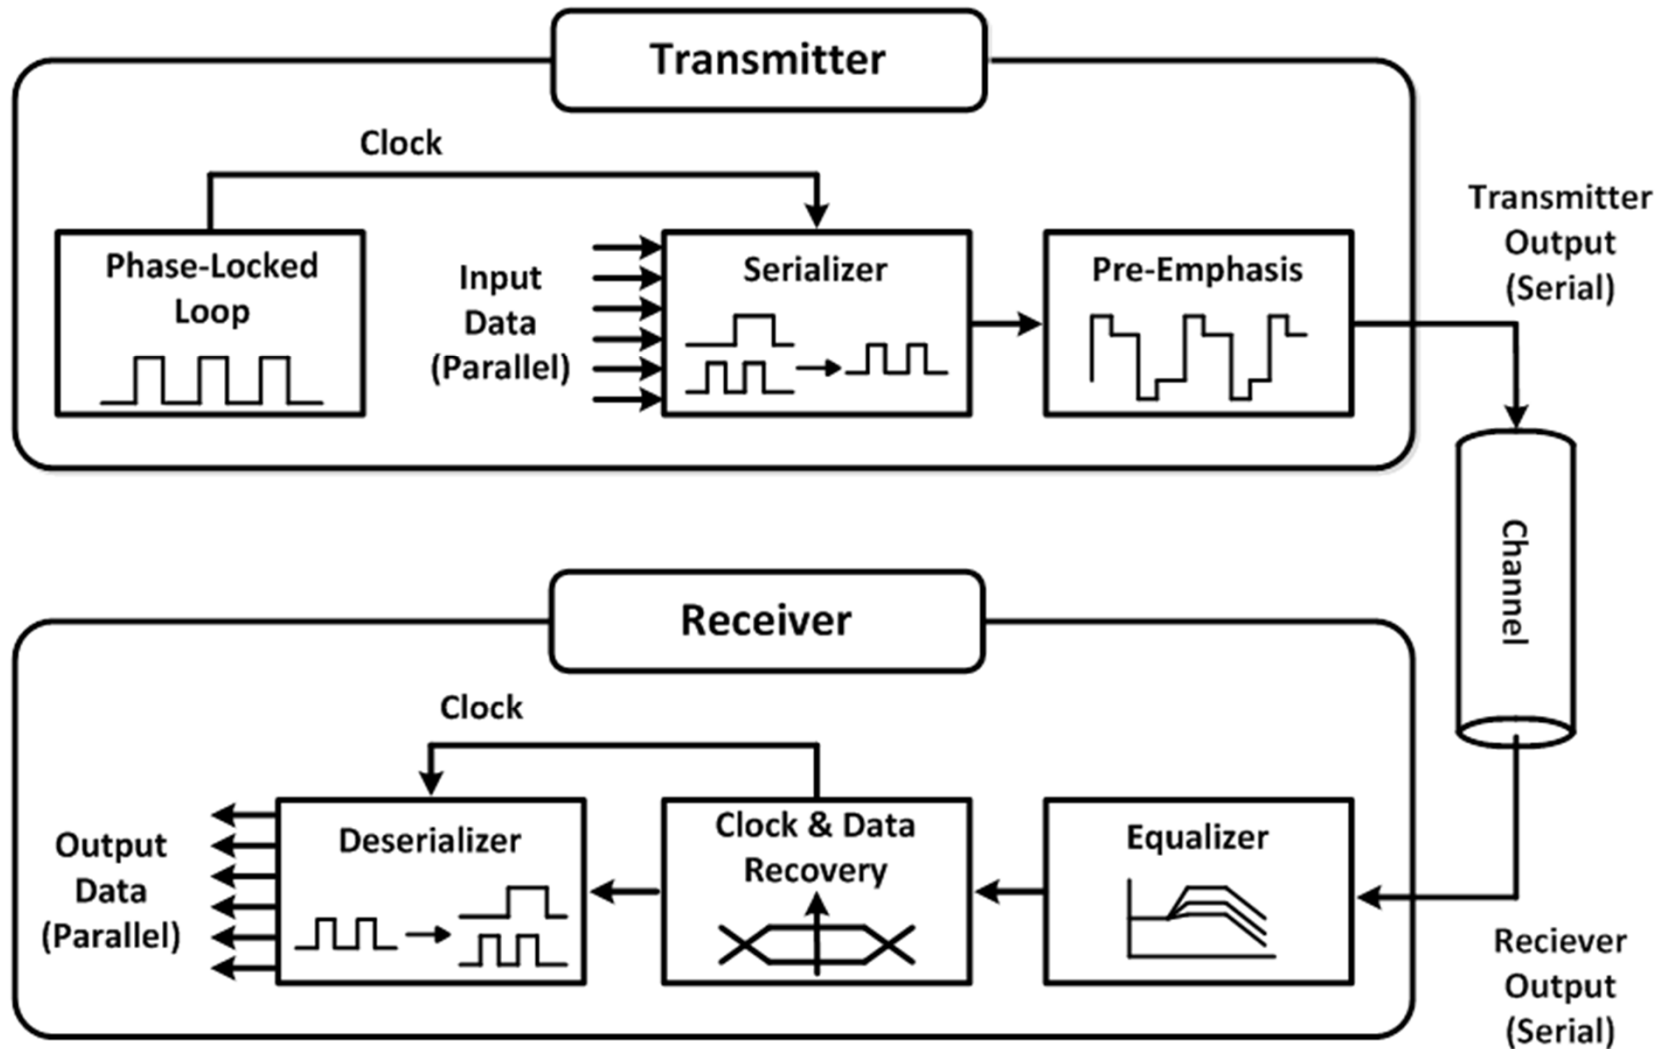 Transmitter
Clock
Phase-Locked
Loop
Input
Data
(Parallel)
Serializer
Pre-Emphasis
Transmitter
Output
(Serial)
Channel
Receiver
Clock
Output
Data
(Parallel)
Deserializer
Clock & Data
Recovery
Equalizer
Reciever
Output
(Serial)